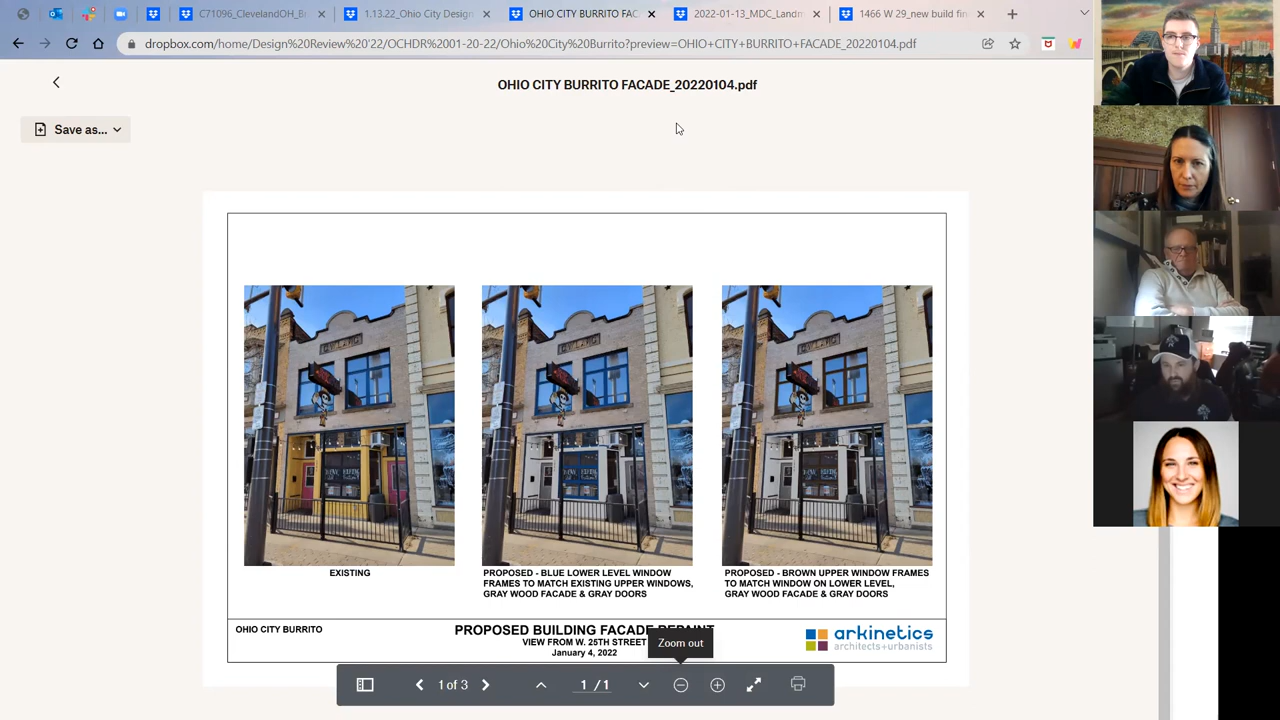 C71096_ClevelandOH_B
1.13.22_Ohio City Design
OHIO CITY BURRITO FAC
2022-01-13_MDC_Landm
1466 W 29_new build fin
dropbox.com/home/Design%20Review%20'22/OCHDR%2001-20-22/Ohio%20City%20Burrito?preview=OHIO+CITY+BURRITO+FACADE_20220104.pdf
OHIO CITY BURRITO FACADE_20220104.pdf
Save as...
EXISTING
PROPOSED - BLUE LOWER LEVEL WINDOW
FRAMES TO MATCH EXISTING UPPER WINDOWS,
GRAY WOOD FACADE & GRAY DOORS
PROPOSED - BROWN UPPER WINDOW FRAMES
TO MATCH WINDOW ON LOWER LEVEL,
GRAY WOOD FACADE & GRAY DOORS
OHIO CITY BURRITO
PROPOSED BUILDING FACADE REPAINT
VIEW FROM W. 25TH STREET
January 4, 2022
arkinetics
architects+urbanists
Zoom out
1 of 3
1 /1